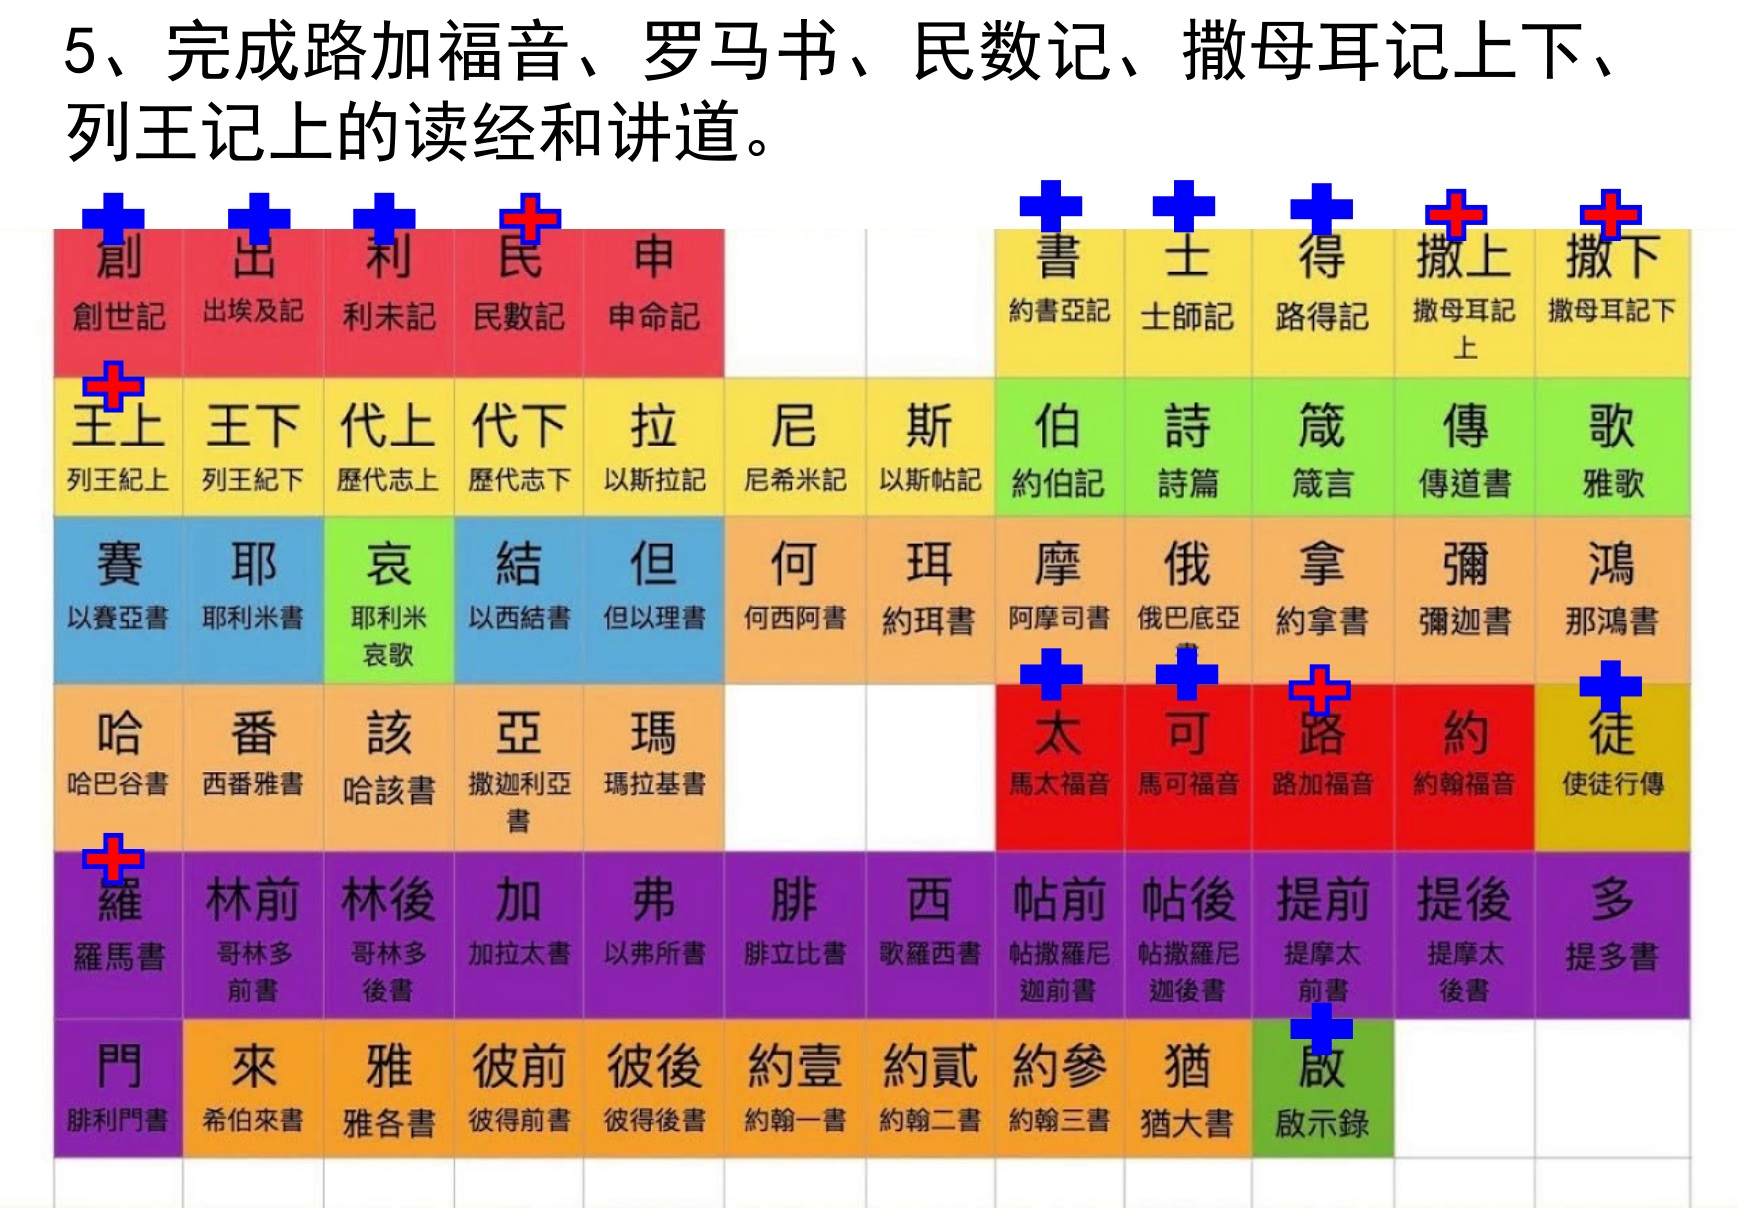 5、完成路加福音、罗马书、民数记、撒母耳记上下、
列王记上的读经和讲道。
創 出 利 民 申 書 士 得 撒上 撒下
創世記 出埃及記 利未記 民數記 申命記 約書亞記 士師記 路得記 撒母耳記 撒母耳記下
上
王上 王下 代上 代下 拉 尼 斯 伯 詩 箴 傳 歌
列王紀上 列王紀下 歷代志上 歷代志下 以斯拉記 尼希米記 以斯帖記 約伯記 詩篇 箴言 傳道書 雅歌
賽 耶 哀 結 但 何 珥 摩 俄 拿 彌 鴻
以賽亞書 耶利米書 耶利米 以西結書 但以理書 何西阿書 約珥書 阿摩司書 俄巴底亞 約拿書 彌迦書 那鴻書
哀歌 書
哈 番 該 亞 瑪 太 可 路 約 徒
哈巴谷書 西番雅書 哈該書 撒迦利亞 瑪拉基書 馬太福音 馬可福音 路加福音 約翰福音 使徒行傳
書
羅 林前 林後 加 弗 腓 西 帖前 帖後 提前 提後 多
羅馬書 哥林多 哥林多 加拉太書 以弗所書 腓立比書 歌羅西書 帖撒羅尼 帖撒羅尼 提摩太 提摩太 提多書
前書 後書 迦前書 迦後書 前書 後書
門 來 雅 彼前 彼後 約壹 約貳 約參 猶 啟
腓利門書 希伯來書 雅各書 彼得前書 彼得後書 約翰一書 約翰二書 約翰三書 猶大書 啟示錄